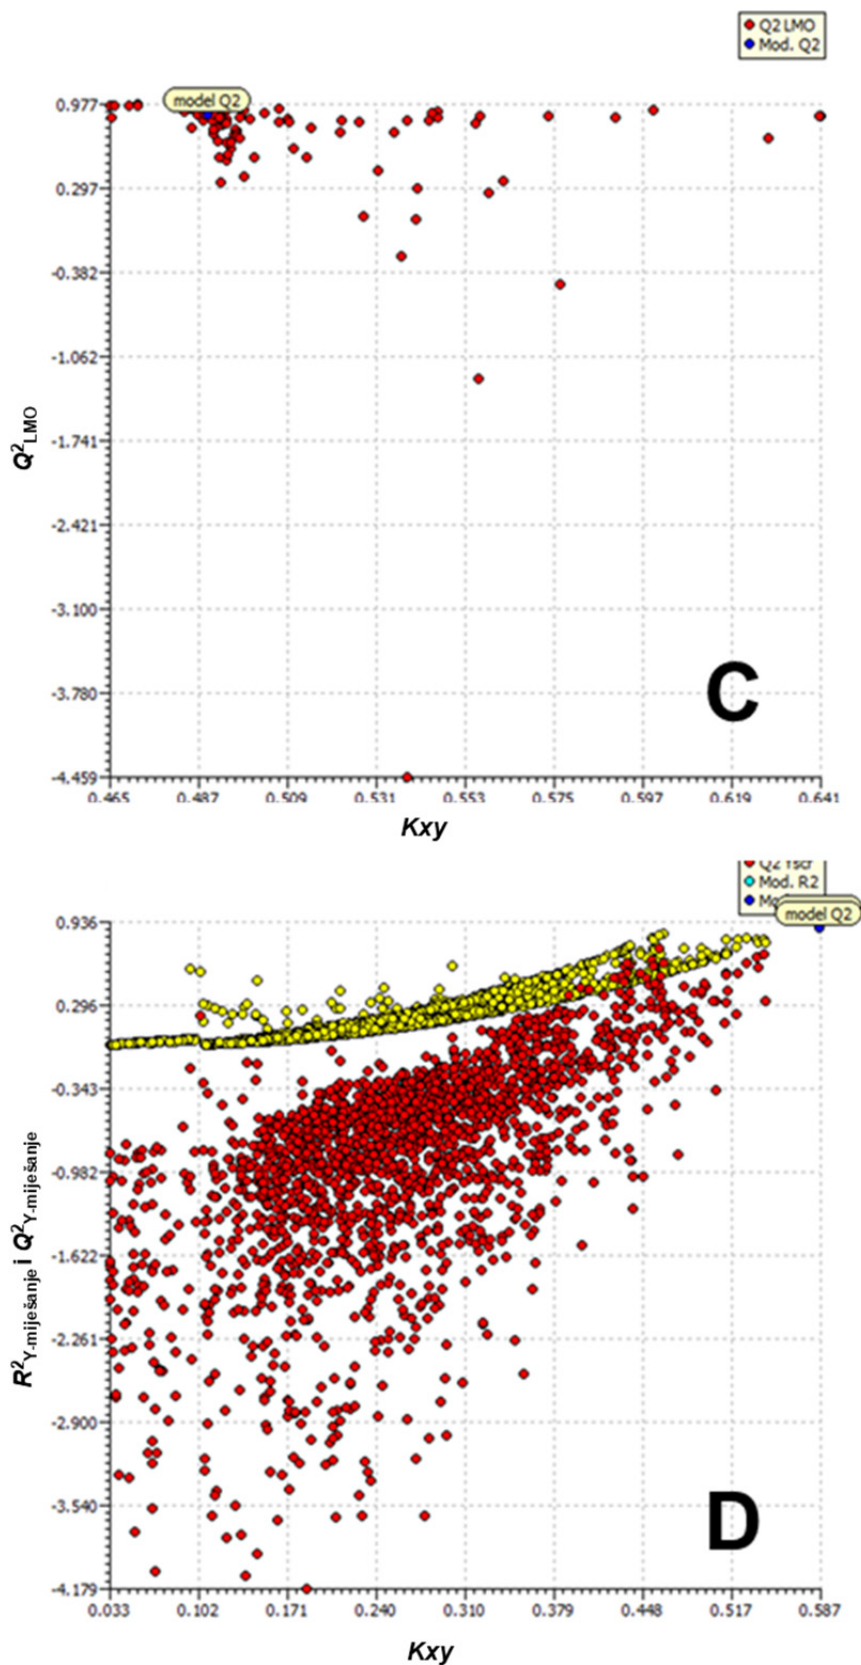 Q2 LMO
Mod. Q2
model Q2
0.977
0.297
-0.382
-1.062
-1.741
-2.421
-3.100
-3.780
-4.459
Q²LMO
0.465 0.487 0.509 0.531 0.553 0.575 0.597 0.619 0.641
Kxy
C
Q2 Yscr
Mod. R2
model Q2
0.936
0.296
-0.343
-0.982
-1.622
-2.261
-2.900
-3.540
-4.179
R²Y-miješanje i Q²Y-miješanje
0.033 0.102 0.171 0.240 0.310 0.379 0.448 0.517 0.587
Kxy
D